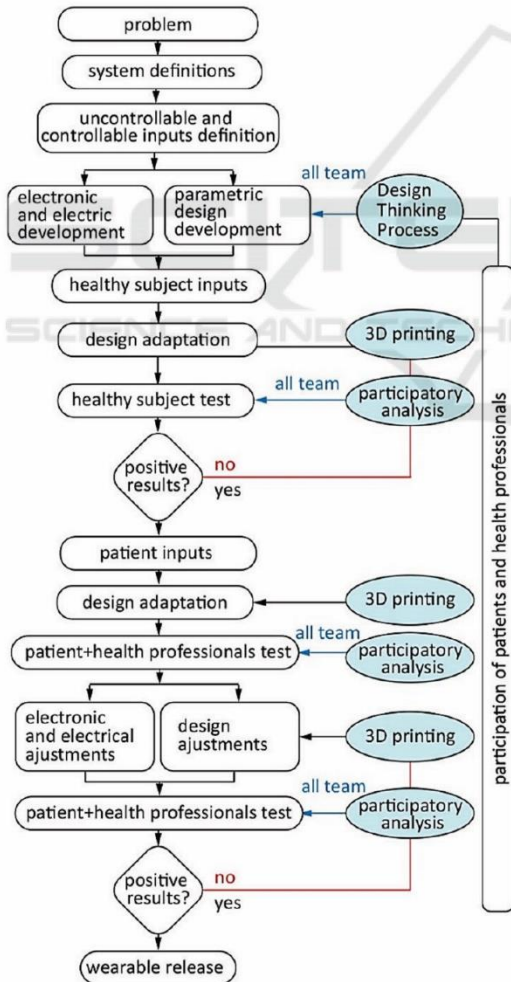 problem
system definitions
uncontrollable and
controllable inputs definition
all team
electronic
and electric
development
parametric
design
development
Design
Thinking
Process
healthy subject inputs
design adaptation
3D printing
healthy subject test
all team
participatory
analysis
positive
results?
no
yes
patient inputs
design adaptation
3D printing
all team
patient+health professionals test
participatory
analysis
electronic
and electrical
ajustments
design
ajustments
3D printing
all team
patient+health professionals test
participatory
analysis
positive
results?
no
yes
wearable release
participation of patients and health professionals